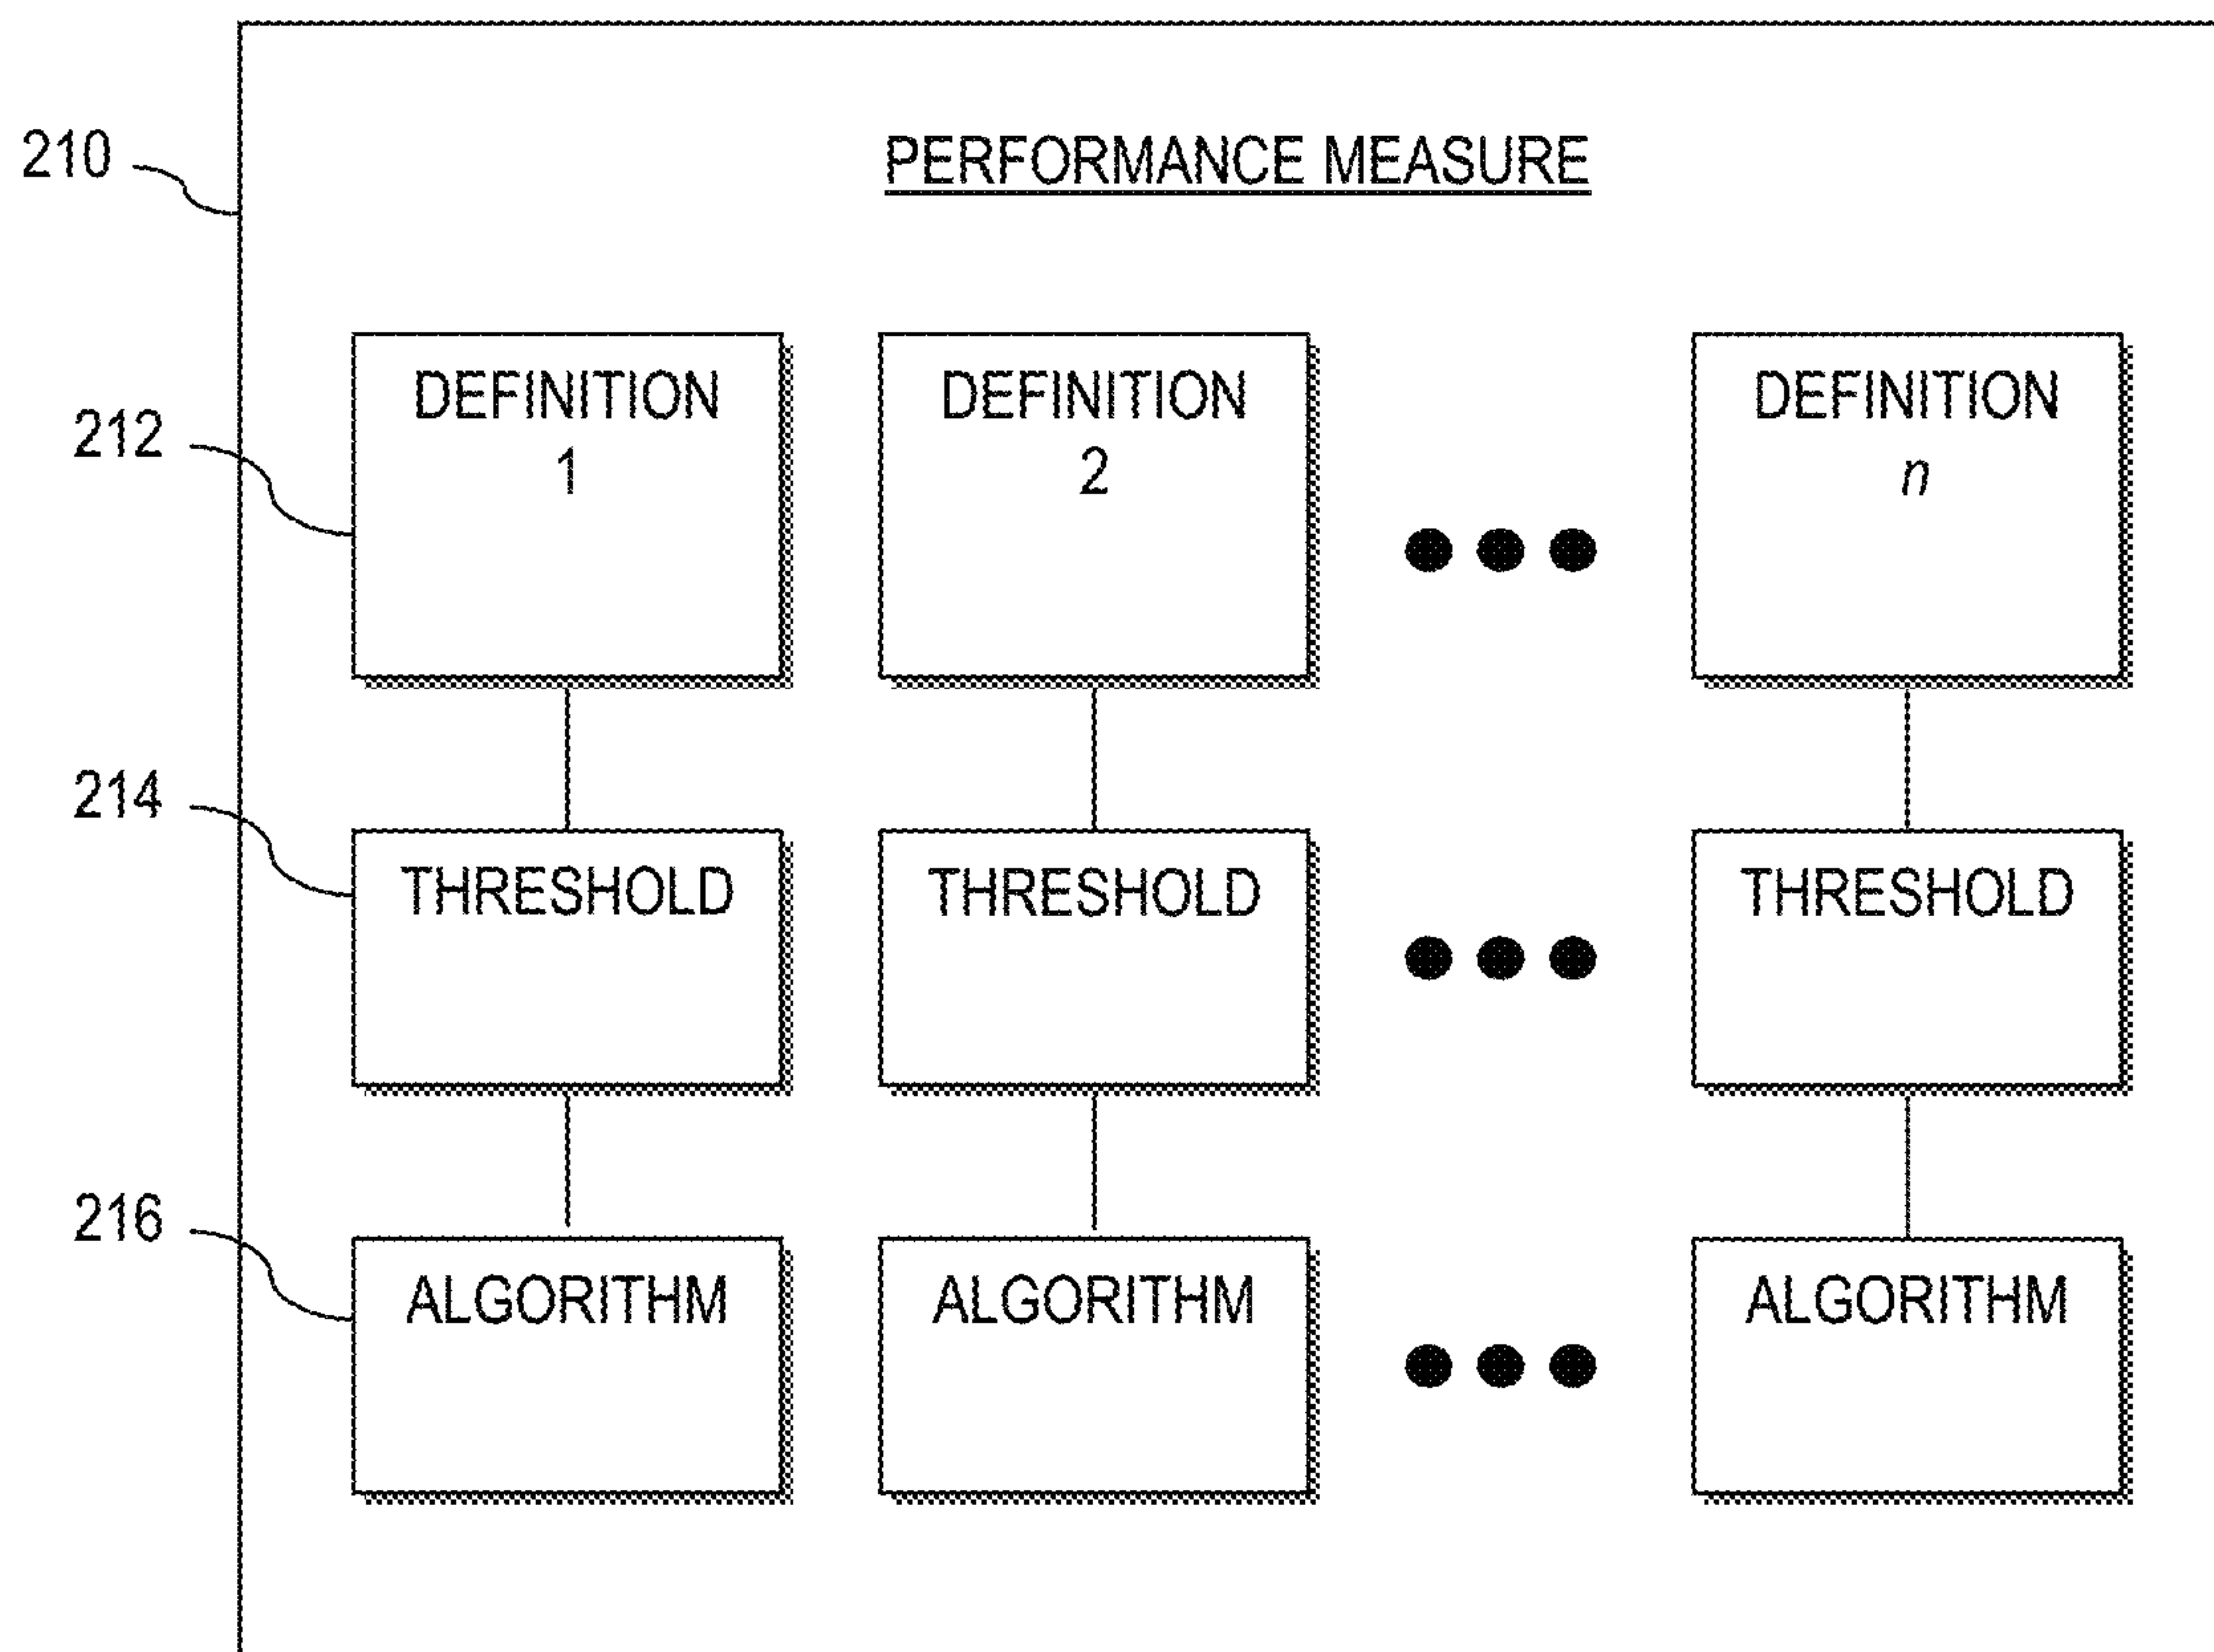 210
PERFORMANCE MEASURE
212
DEFINITION
1
DEFINITION
2
DEFINITION
n
214
THRESHOLD
THRESHOLD
THRESHOLD
216
ALGORITHM
ALGORITHM
ALGORITHM